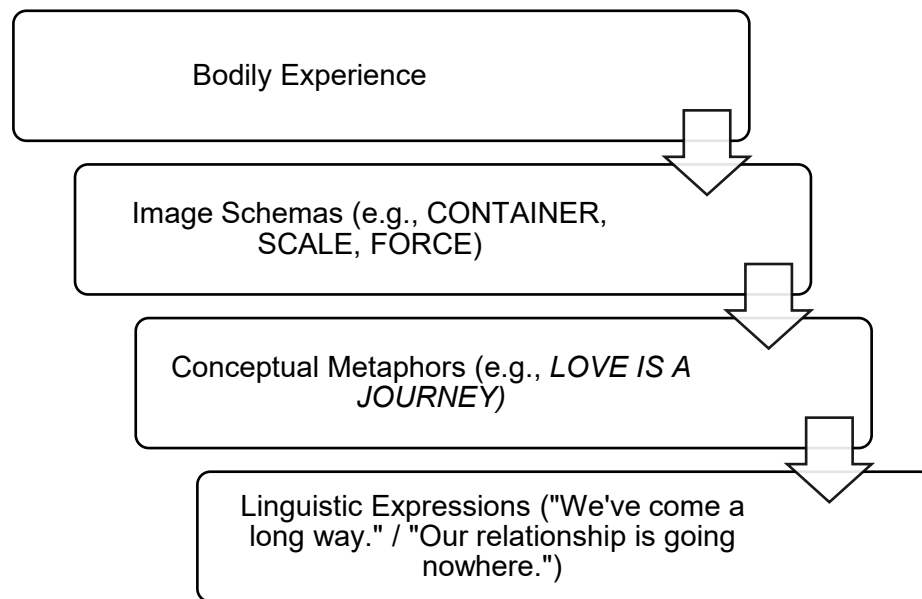 Bodily Experience
Image Schemas (e.g., CONTAINER,
SCALE, FORCE)
Conceptual Metaphors (e.g., LOVE IS A
JOURNEY)
Linguistic Expressions ("We've come a
long way." / "Our relationship is going
nowhere.")